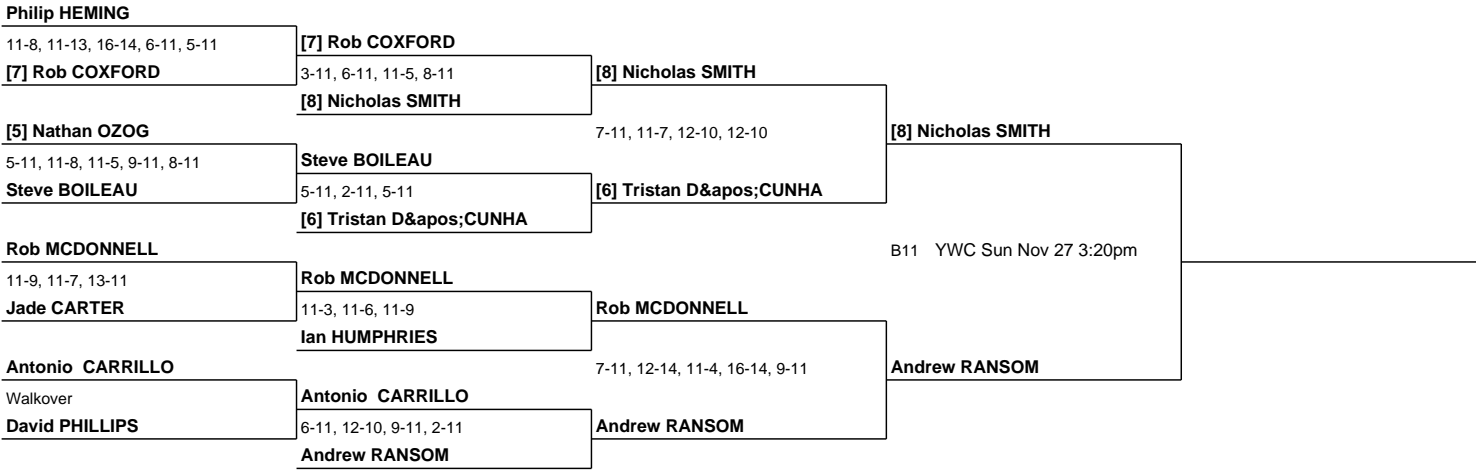 Philip HEMING
11-8, 11-13, 16-14, 6-11, 5-11
[7] Rob COXFORD
[7] Rob COXFORD
3-11, 6-11, 11-5, 8-11
[8] Nicholas SMITH
[8] Nicholas SMITH
[5] Nathan OZOG
5-11, 11-8, 11-5, 9-11, 8-11
Steve BOILEAU
Steve BOILEAU
5-11, 2-11, 5-11
[6] Tristan D&apos;CUNHA
7-11, 11-7, 12-10, 12-10
[6] Tristan D&apos;CUNHA
[8] Nicholas SMITH
Rob MCDONNELL
11-9, 11-7, 13-11
Jade CARTER
Rob MCDONNELL
11-3, 11-6, 11-9
Ian HUMPHRIES
Rob MCDONNELL
Antonio  CARRILLO
Walkover
David PHILLIPS
Antonio  CARRILLO
6-11, 12-10, 9-11, 2-11
Andrew RANSOM
7-11, 12-14, 11-4, 16-14, 9-11
Andrew RANSOM
B11 YWC Sun Nov 27 3:20pm
Andrew RANSOM